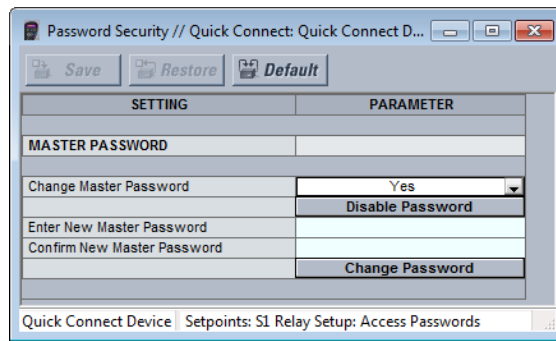 Password Security // Quick Connect: Quick Connect D...
Save Restore Default
SETTING PARAMETER
MASTER PASSWORD
Change Master Password Yes
Disable Password
Enter New Master Password
Confirm New Master Password
Change Password
Quick Connect Device Setpoints: S1 Relay Setup: Access Passwords